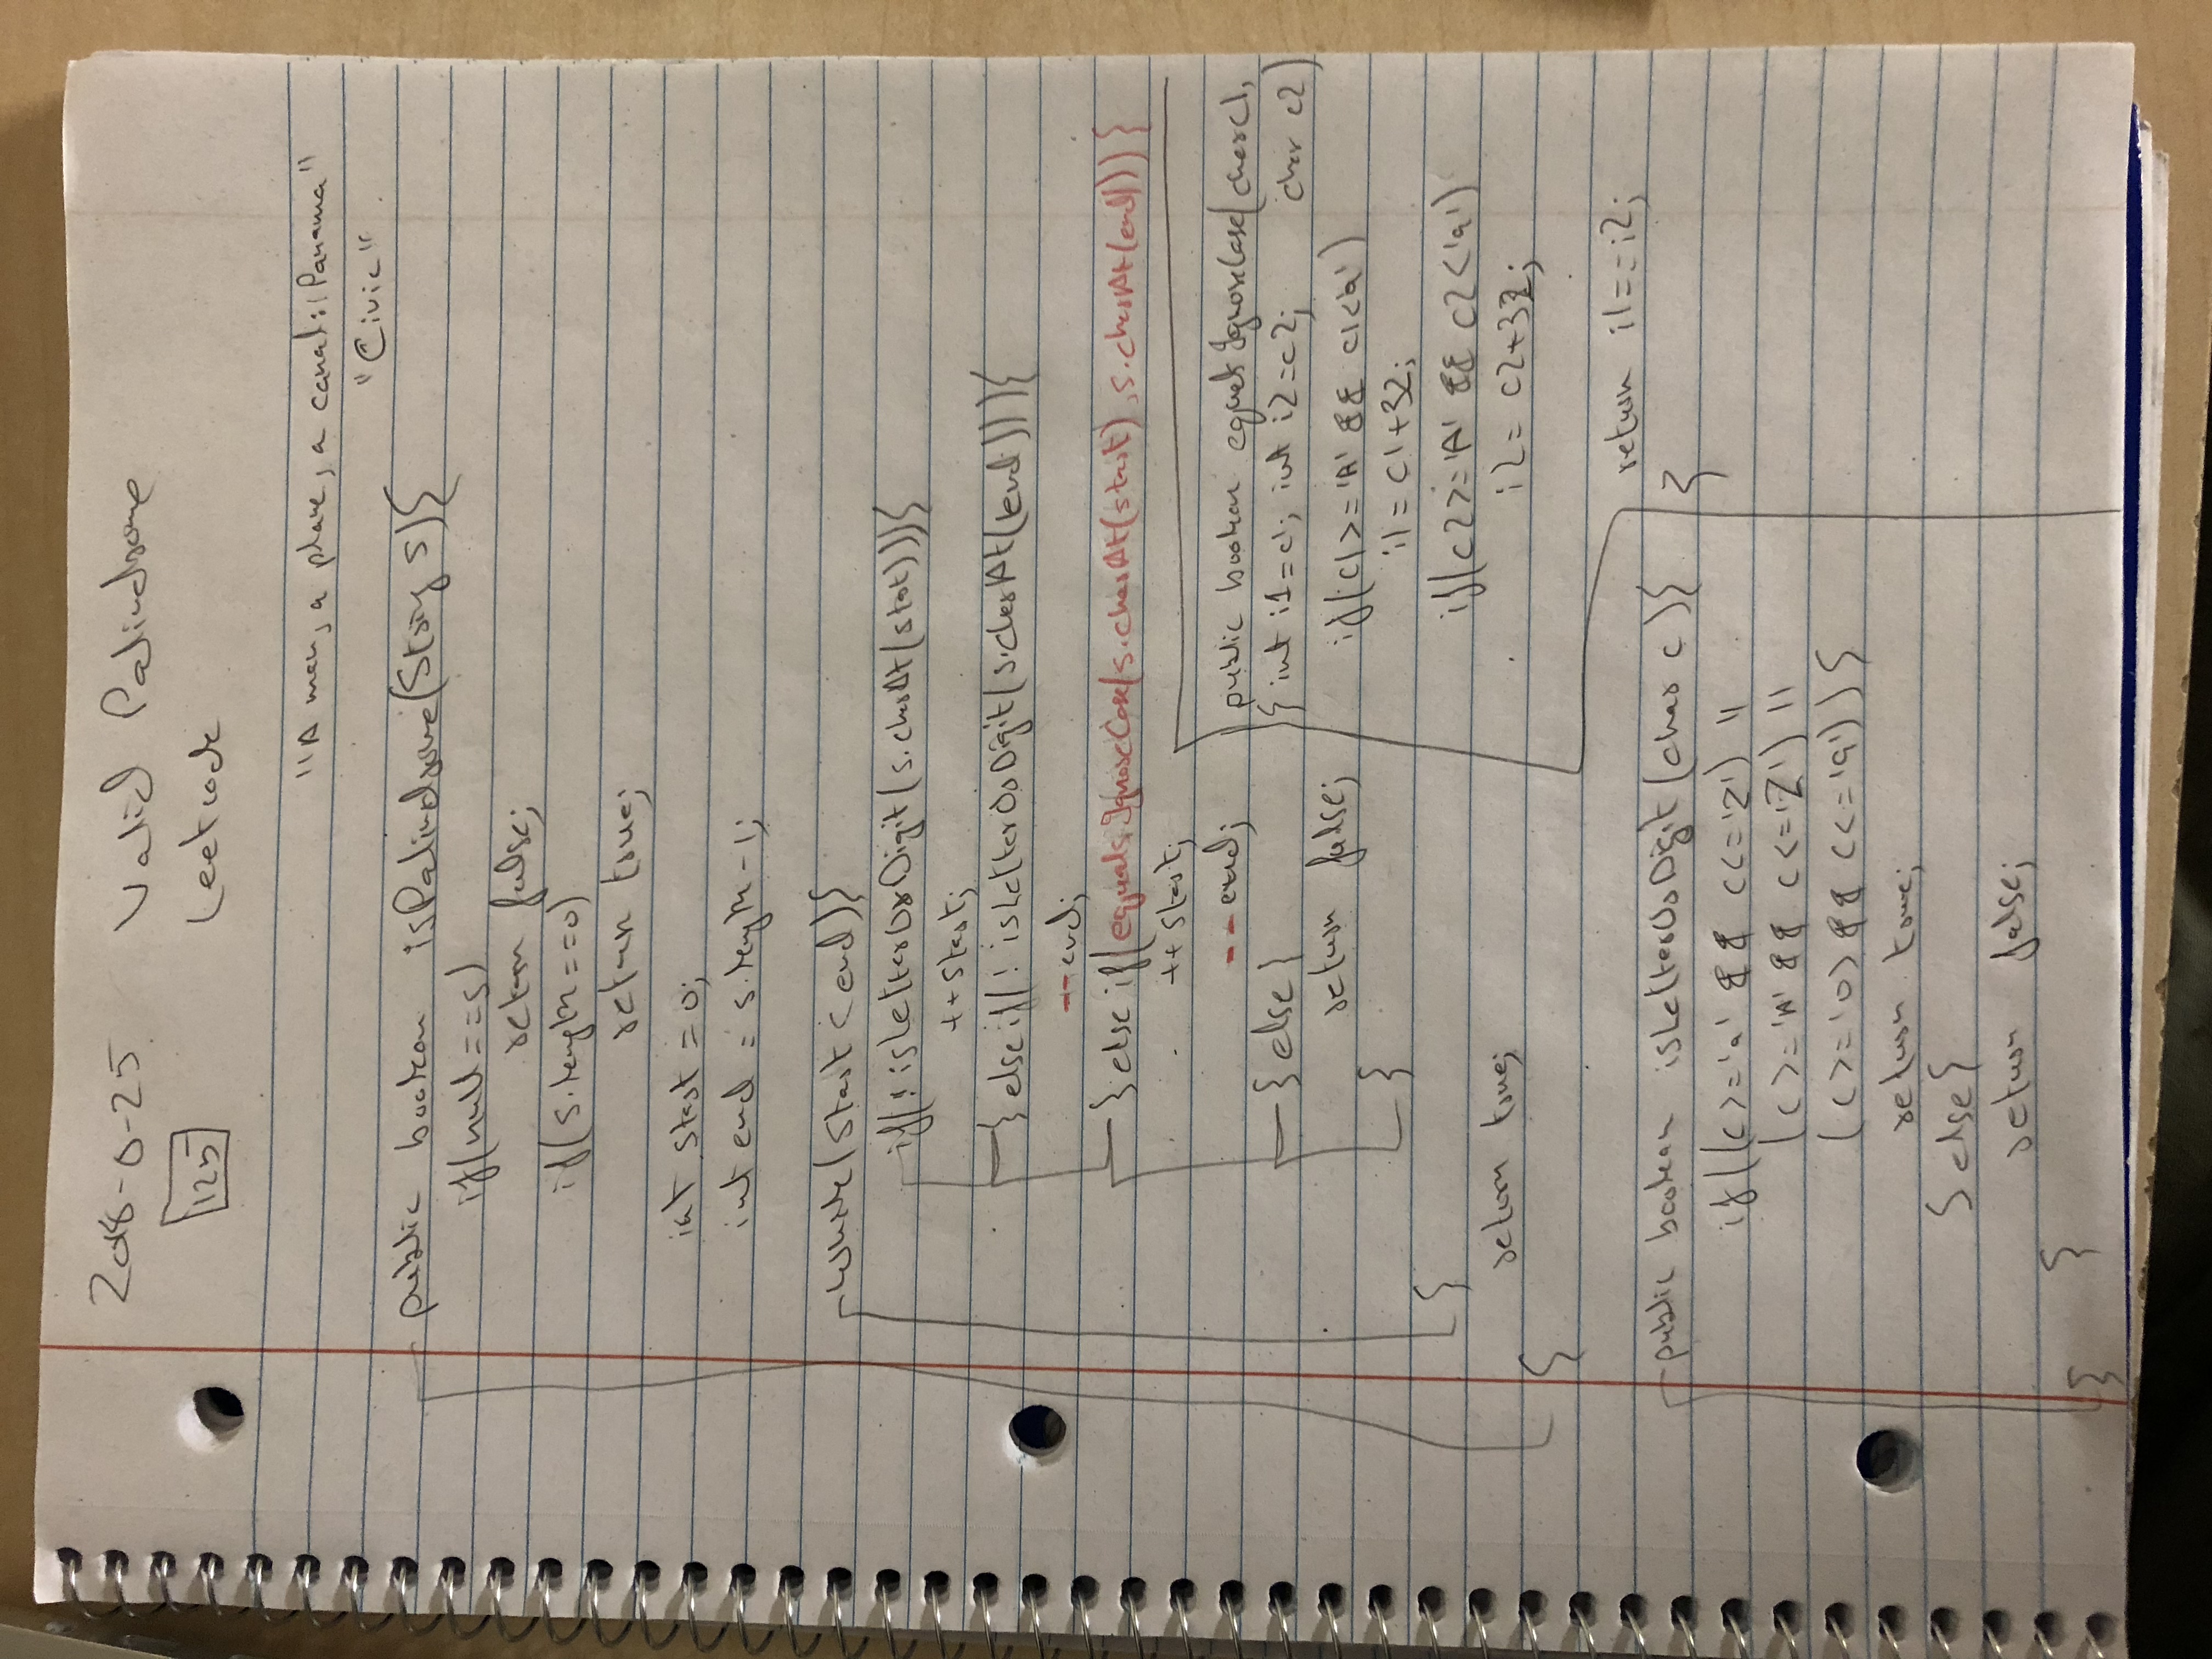 2018-0-25 Valid Palindrome
125 Leetcode
"A man, a plane, a canal: Panama"
"Civic"
public boolean isPalindrome(String s){
if(null==s)
return false;
if(s.length==0)
return true;
int start = 0;
int end = s.length-1;
while(start<end){
if(!isLetterOrDigit(s.charAt(start))){
++start;
}else if(! isLetterOrDigit(s.charAt(end))){
--end;
}else if(equalsIgnoreCase(s.charAt(start),s.charAt(end))){
++start;
--end;
}else{
return false;
}
}
return true;
}
public boolean equalsIgnoreCase(char c1,
char c2)
{ int i1=c1; int i2=c2;
if(c1>='A' && c1<'a')
i1=c1+32;
if(c2>='A' && c2<'a')
i2= c2+32;
return i1==i2;
}
public boolean isLetterOrDigit(char c){
if((c>='a' && c<='z') ||
(c>='A' && c<='Z') ||
(c>='0' && c<='9')){
return true;
}else{
return false;
}
}